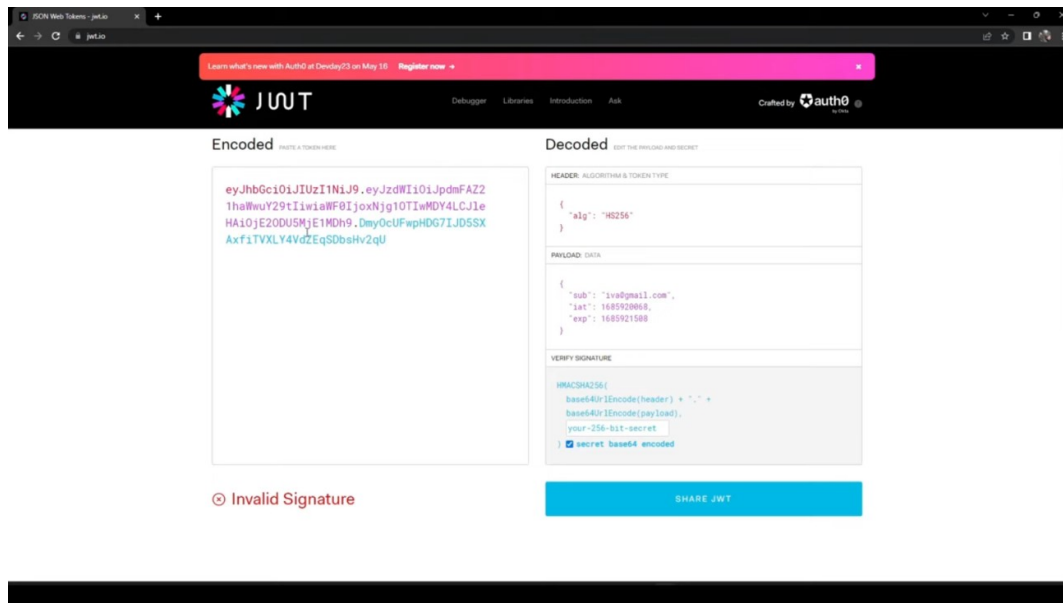 JSON Web Tokens - jwt.io
jwt.io
Learn what's new with Auth0 at Devday23 on May 16 Register now →
JWT
Debugger Libraries Introduction Ask
Crafted by auth0
by Okta
Encoded PASTE A TOKEN HERE
Decoded EDIT THE PAYLOAD AND SECRET
eyJhbGciOiJIUzI1NiJ9.eyJzdWIiOiJpdmFAZ2
1haWwuY29tIiwiaWF0IjoxNjg1OTIwMDY4LCJle
HAiOjE2ODU5MjE1MDh9.DmyOcUFwpHDG7IJD5SX
AxfiTVXLY4VdZEqSDbsHv2qU
HEADER: ALGORITHM & TOKEN TYPE
{
"alg": "HS256"
}
PAYLOAD: DATA
{
"sub": "iva@gmail.com",
"iat": 1685920068,
"exp": 1685921508
}
VERIFY SIGNATURE
HMACSHA256(
base64UrlEncode(header) + "." +
base64UrlEncode(payload),
your-256-bit-secret
) secret base64 encoded
Invalid Signature
SHARE JWT